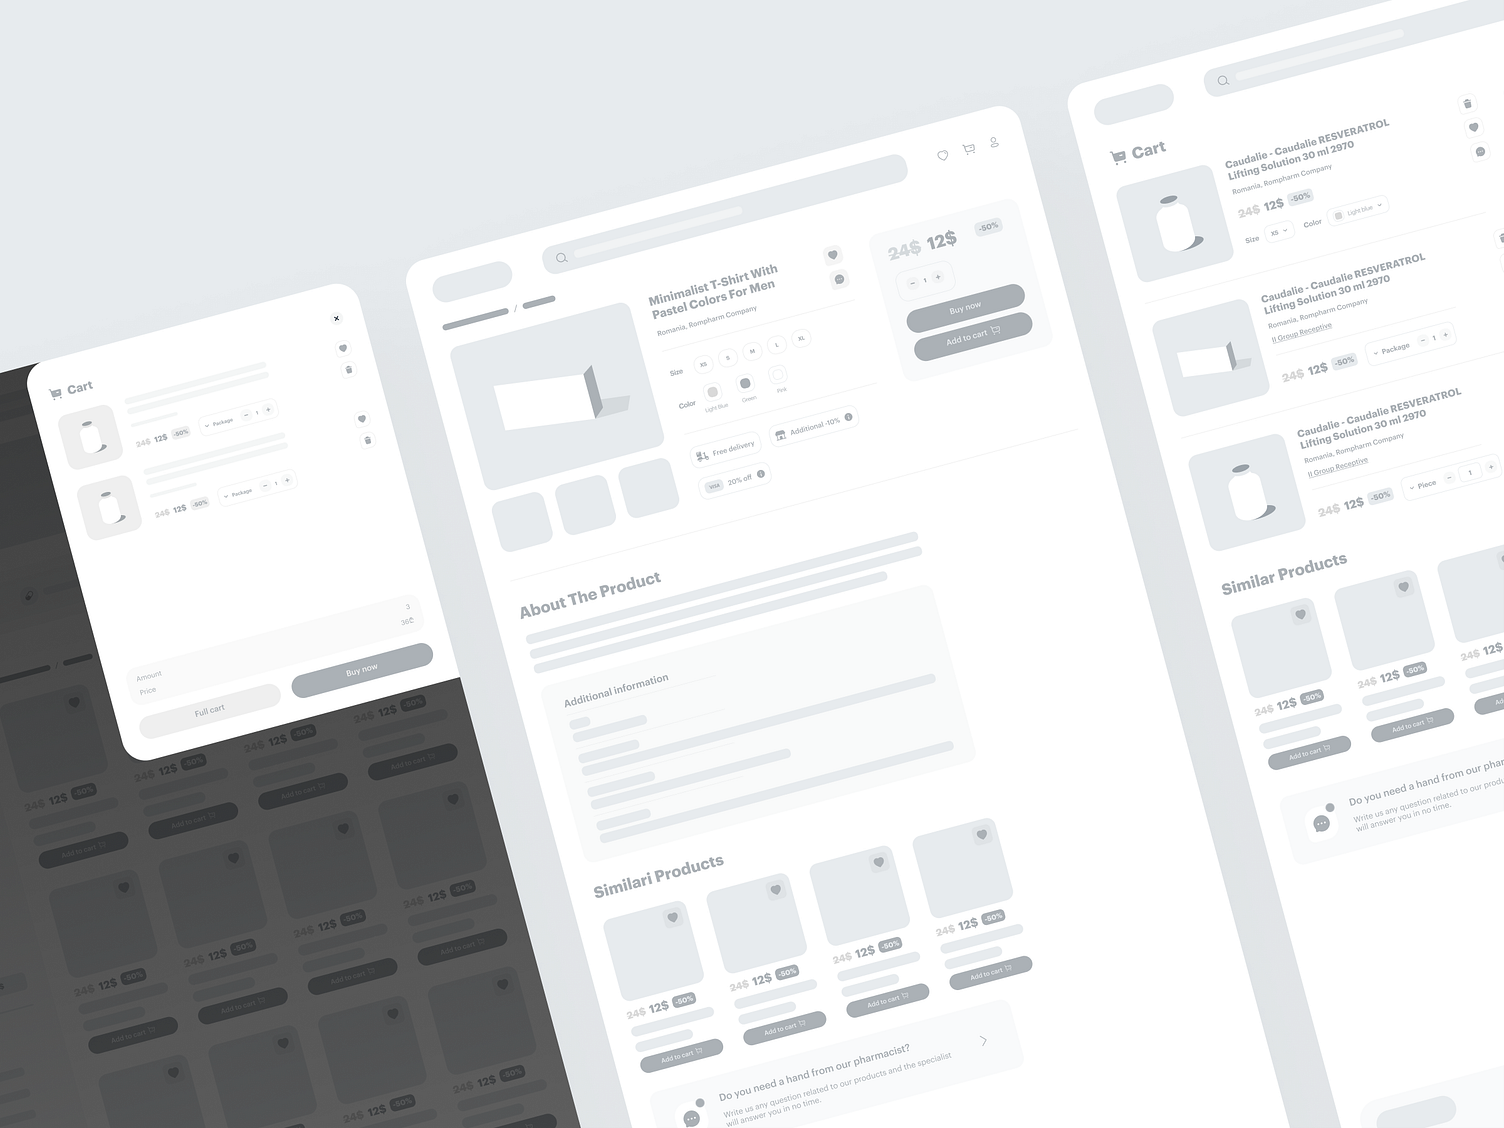 Cart
24$ 12$ -50%
Package − 1 +
24$ 12$ -50%
Package − 1 +
Amount 3
Price 36₾
Full cart
Buy now
24$ 12$ -50%
Add to cart
24$ 12$ -50%
Add to cart
24$ 12$ -50%
Add to cart
24$ 12$ -50%
Add to cart
24$ 12$ -50%
Add to cart
24$ 12$ -50%
Add to cart
24$ 12$ -50%
Add to cart
24$ 12$ -50%
Add to cart
24$ 12$ -50%
24$ 12$ -50%
/
Minimalist T-Shirt With
Pastel Colors For Men
Romania, Rompharm Company
Size XS S M L XL
Color
Light Blue
Green
Pink
Free delivery
Additional -10%
VISA 20% off
24$ 12$ -50%
− 1 +
Buy now
Add to cart
About The Product
Additional information
Similari Products
24$ 12$ -50%
Add to cart
24$ 12$ -50%
Add to cart
24$ 12$ -50%
Add to cart
24$ 12$ -50%
Add to cart
Do you need a hand from our pharmacist?
Write us any question related to our products and the specialist
will answer you in no time.
Cart
Caudalie - Caudalie RESVERATROL
Lifting Solution 30 ml 2970
Romania, Rompharm Company
24$ 12$ -50%
Size XS Color Light blue
Caudalie - Caudalie RESVERATROL
Lifting Solution 30 ml 2970
Romania, Rompharm Company
II Group Receptive
24$ 12$ -50% Package − 1 +
Caudalie - Caudalie RESVERATROL
Lifting Solution 30 ml 2970
Romania, Rompharm Company
II Group Receptive
24$ 12$ -50% Piece − 1 +
Similar Products
24$ 12$ -50%
Add to cart
24$ 12$ -50%
Add to cart
24$ 12$
Add
Do you need a hand from our phar
Write us any question related to our produ
will answer you in no time.